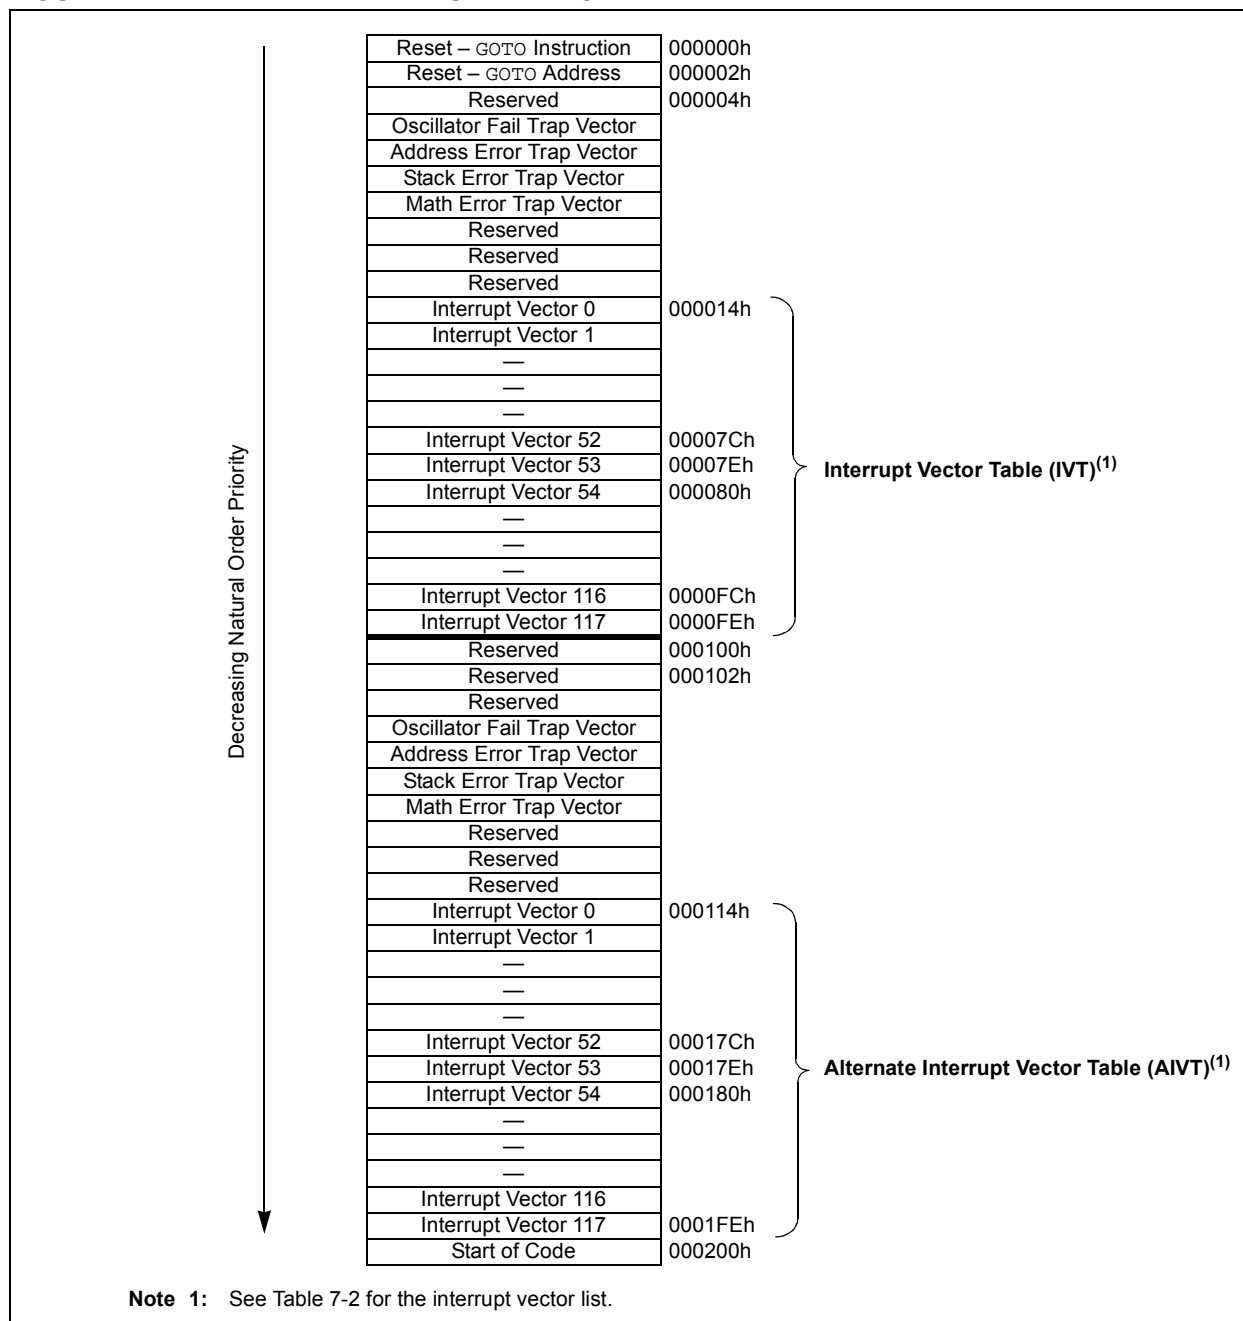 Reset – GOTO Instruction 000000h
Reset – GOTO Address 000002h
Reserved 000004h
Oscillator Fail Trap Vector
Address Error Trap Vector
Stack Error Trap Vector
Math Error Trap Vector
Reserved
Reserved
Reserved
Interrupt Vector 0 000014h
Interrupt Vector 1
—
—
—
Interrupt Vector 52 00007Ch
Interrupt Vector 53 00007Eh
Interrupt Vector 54 000080h
—
—
—
Interrupt Vector 116 0000FCh
Interrupt Vector 117 0000FEh
Interrupt Vector Table (IVT)(1)
Decreasing Natural Order Priority
Reserved 000100h
Reserved 000102h
Reserved
Oscillator Fail Trap Vector
Address Error Trap Vector
Stack Error Trap Vector
Math Error Trap Vector
Reserved
Reserved
Reserved
Interrupt Vector 0 000114h
Interrupt Vector 1
—
—
—
Interrupt Vector 52 00017Ch
Interrupt Vector 53 00017Eh
Interrupt Vector 54 000180h
—
—
—
Interrupt Vector 116
Interrupt Vector 117 0001FEh
Alternate Interrupt Vector Table (AIVT)(1)
Start of Code 000200h
Note 1: See Table 7-2 for the interrupt vector list.